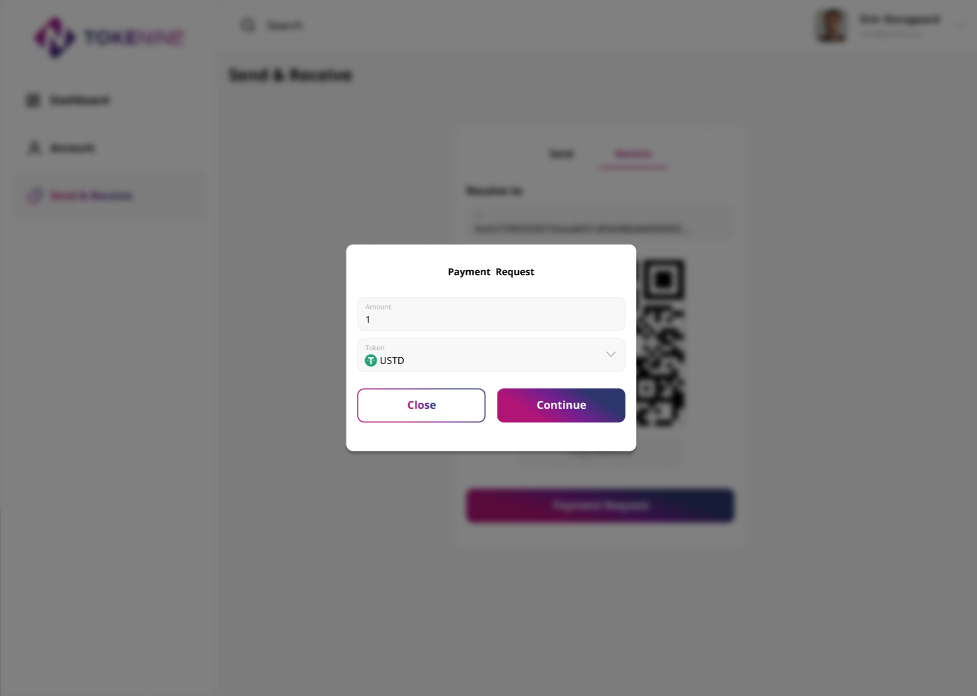 TOKENINE
Search
Send & Receive
Dashboard
Account
Send & Receive
Send
Receive
Receive to
Payment Request
Amount
1
Token
USTD
Close
Continue
Payment Request